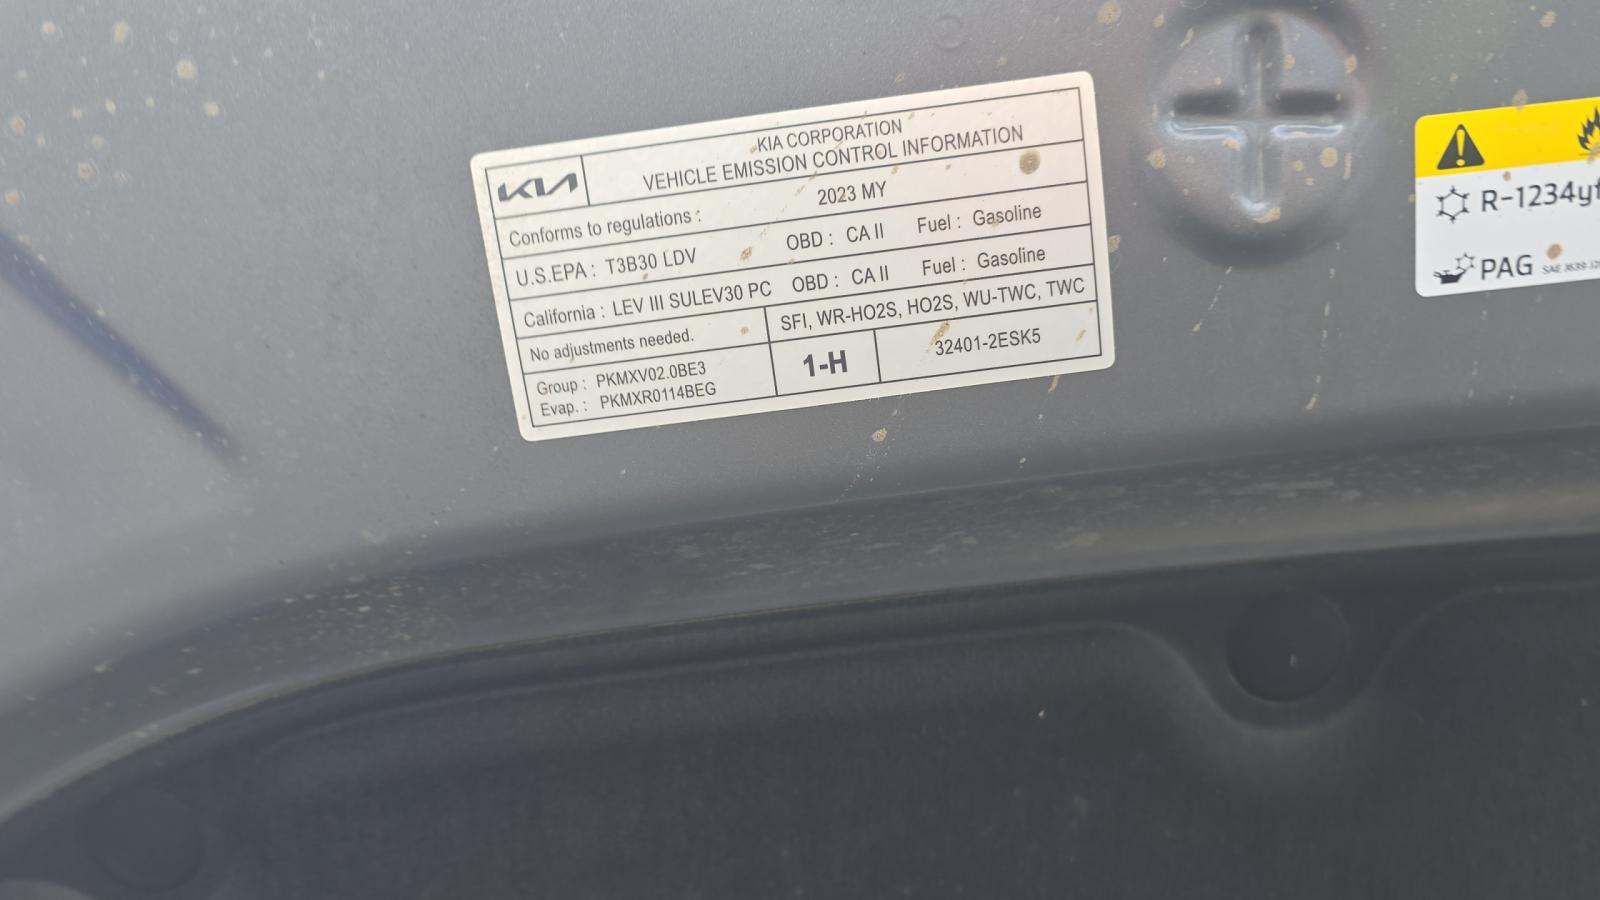 KIA
KIA CORPORATION
VEHICLE EMISSION CONTROL INFORMATION
Conforms to regulations : 2023 MY
U.S.EPA : T3B30 LDV OBD : CA II Fuel : Gasoline
California : LEV III SULEV30 PC OBD : CA II Fuel : Gasoline
No adjustments needed. SFI, WR-HO2S, HO2S, WU-TWC, TWC
Group : PKMXV02.0BE3
Evap. : PKMXR0114BEG
1-H
32401-2ESK5
R-1234yf
PAG